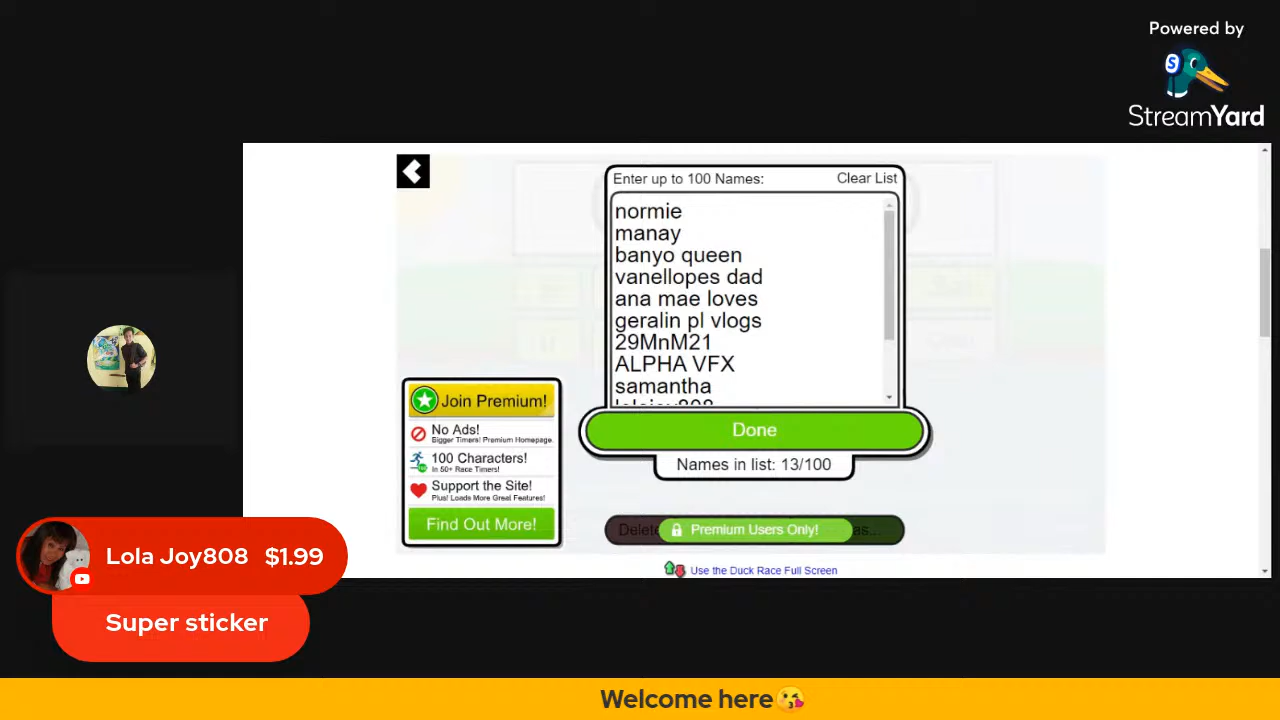 Powered by
StreamYard
Enter up to 100 Names:
Clear List
normie
manay
banyo queen
vanellopes dad
ana mae loves
geralin pl vlogs
29MnM21
ALPHA VFX
samantha
Done
Names in list: 13/100
Join Premium!
No Ads!
Bigger Timers! Premium Homepage.
100 Characters!
In 50+ Race Timers!
Support the Site!
Plus! Loads More Great Features!
Find Out More!
Delete
Premium Users Only!
as...
Use the Duck Race Full Screen
Lola Joy808 $1.99
Super sticker
Welcome here😘